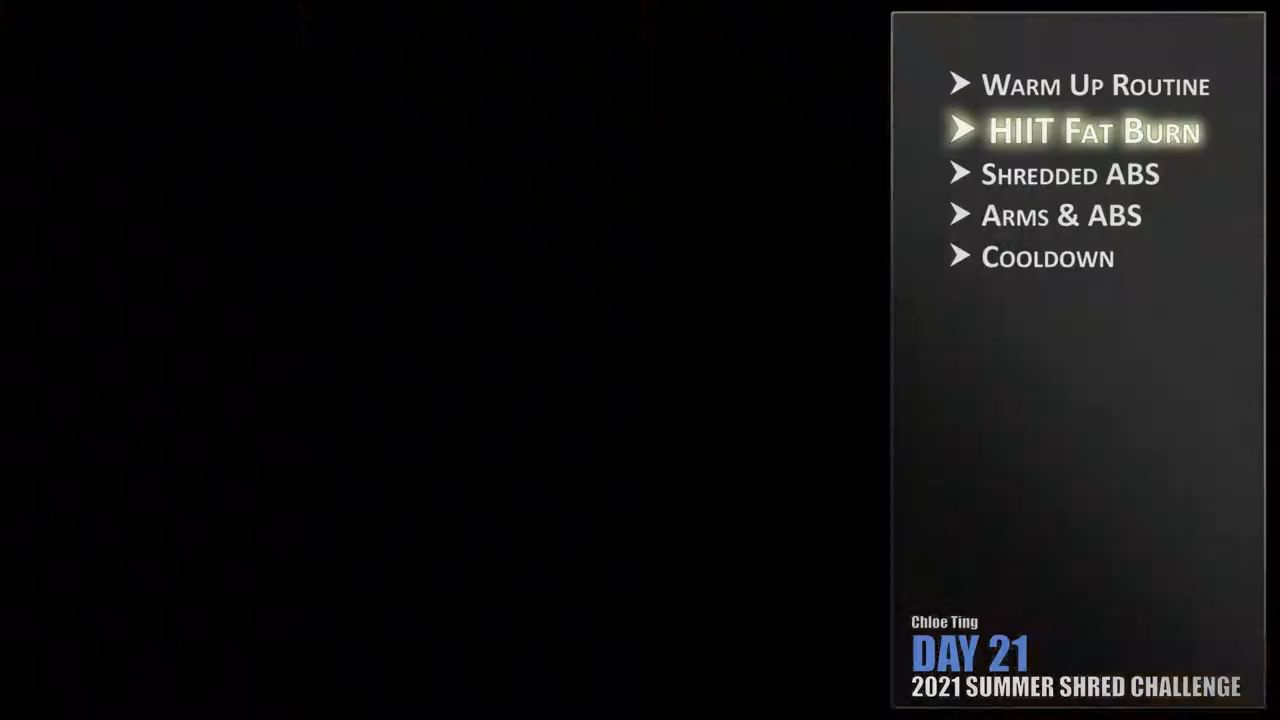 Warm Up Routine
HIIT Fat Burn
Shredded ABS
Arms & ABS
Cooldown
Chloe Ting
DAY 21
2021 SUMMER SHRED CHALLENGE